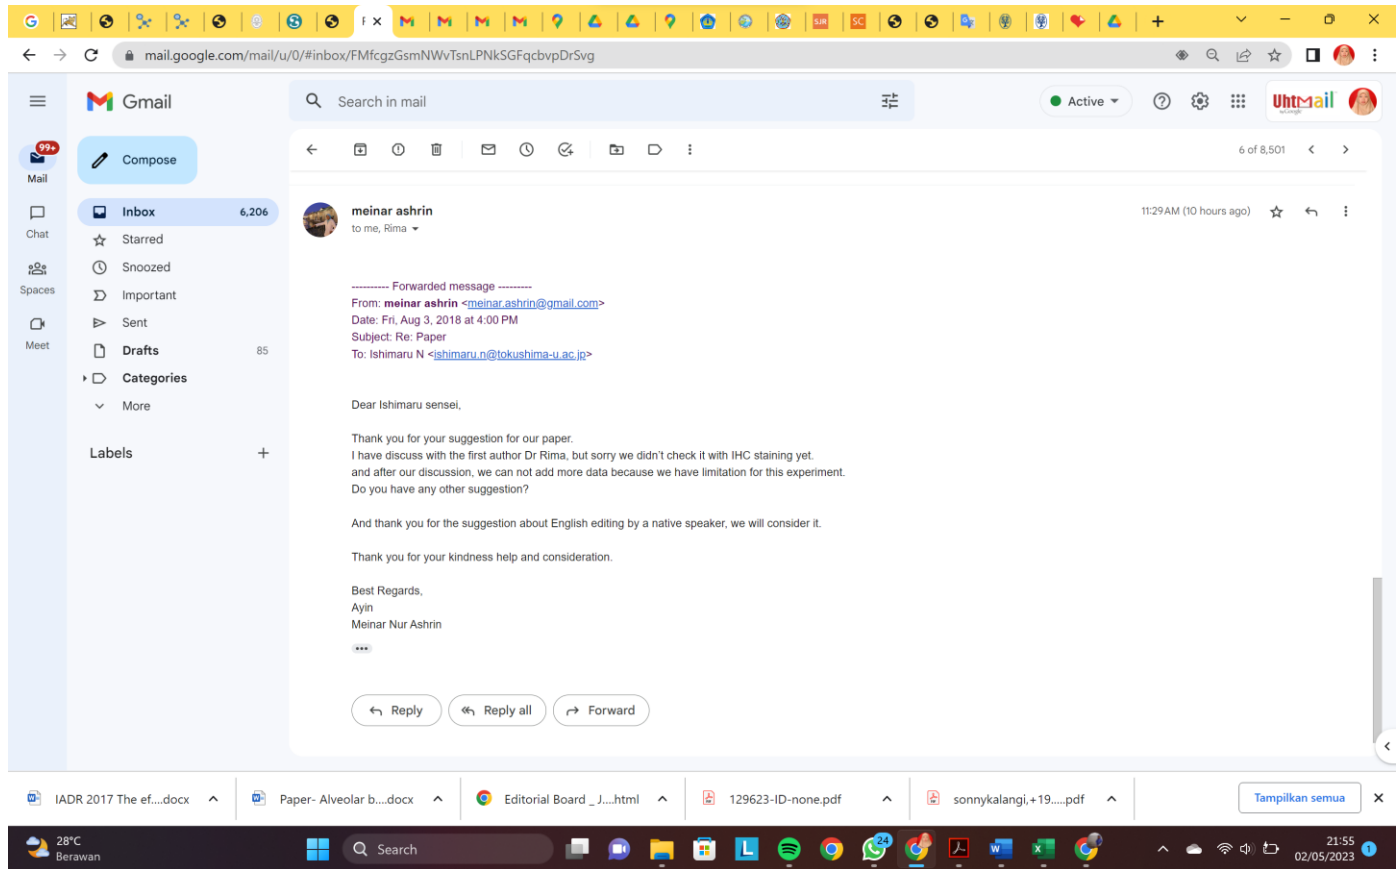 G
SJR
SC
mail.google.com/mail/u/0/#inbox/FMfcgzGsmNWvTsnLPNkSGFqcbvpDrSvg
Gmail
Search in mail
Active
UhtMail
99+
Mail
Compose
6 of 8,501
Inbox 6,206
Chat
Starred
Snoozed
Spaces
Important
Sent
Meet
Drafts 85
Categories
More
Labels
meinar ashrin
11:29 AM (10 hours ago)
to me, Rima
---------- Forwarded message ---------
From: meinar ashrin <meinar.ashrin@gmail.com>
Date: Fri, Aug 3, 2018 at 4:00 PM
Subject: Re: Paper
To: Ishimaru N <ishimaru.n@tokushima-u.ac.jp>
Dear Ishimaru sensei,
Thank you for your suggestion for our paper.
I have discuss with the first author Dr Rima, but sorry we didn't check it with IHC staining yet.
and after our discussion, we can not add more data because we have limitation for this experiment.
Do you have any other suggestion?
And thank you for the suggestion about English editing by a native speaker, we will consider it.
Thank you for your kindness help and consideration.
Best Regards,
Ayin
Meinar Nur Ashrin
Reply
Reply all
Forward
IADR 2017 The ef....docx
Paper- Alveolar b....docx
Editorial Board _ J....html
129623-ID-none.pdf
sonnykalangi,+19.....pdf
Tampilkan semua
28°C
Berawan
Search
L
24
21:55
02/05/2023
1